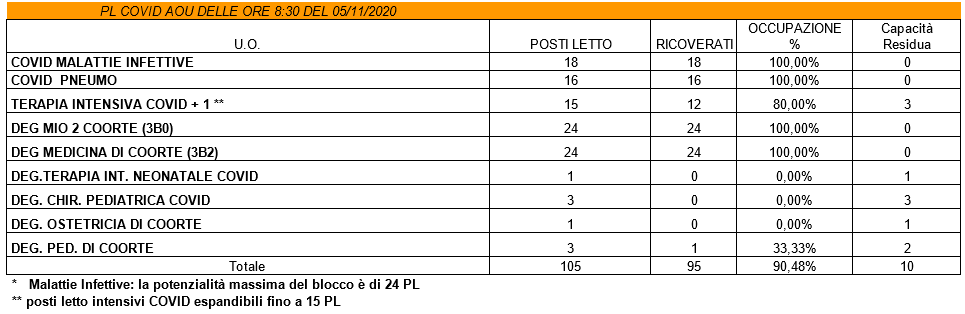 PL COVID AOU DELLE ORE 8:30 DEL 05/11/2020
U.O. POSTI LETTO RICOVERATI OCCUPAZIONE % Capacità Residua
COVID MALATTIE INFETTIVE 18 18 100,00% 0
COVID PNEUMO 16 16 100,00% 0
TERAPIA INTENSIVA COVID + 1 ** 15 12 80,00% 3
DEG MIO 2 COORTE (3B0) 24 24 100,00% 0
DEG MEDICINA DI COORTE (3B2) 24 24 100,00% 0
DEG.TERAPIA INT. NEONATALE COVID 1 0 0,00% 1
DEG. CHIR. PEDIATRICA COVID 3 0 0,00% 3
DEG. OSTETRICIA DI COORTE 1 0 0,00% 1
DEG. PED. DI COORTE 3 1 33,33% 2
Totale 105 95 90,48% 10
* Malattie Infettive: la potenzialità massima del blocco è di 24 PL
** posti letto intensivi COVID espandibili fino a 15 PL